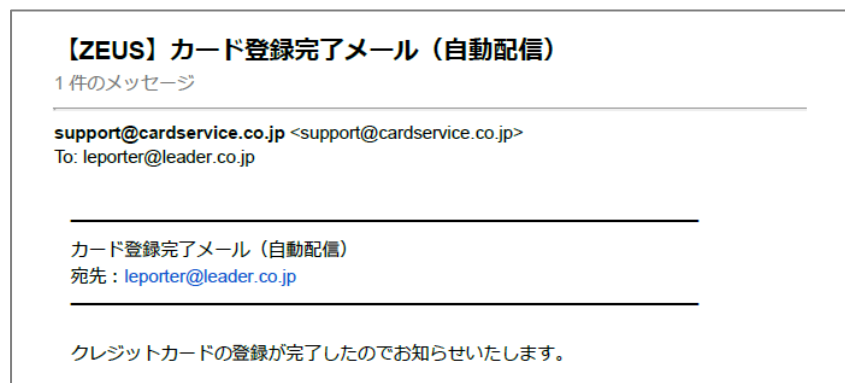 【ZEUS】カード登録完了メール（自動配信）
1 件のメッセージ
support@cardservice.co.jp <support@cardservice.co.jp>
To: leporter@leader.co.jp
カード登録完了メール（自動配信）
宛先：leporter@leader.co.jp
クレジットカードの登録が完了したのでお知らせいたします。